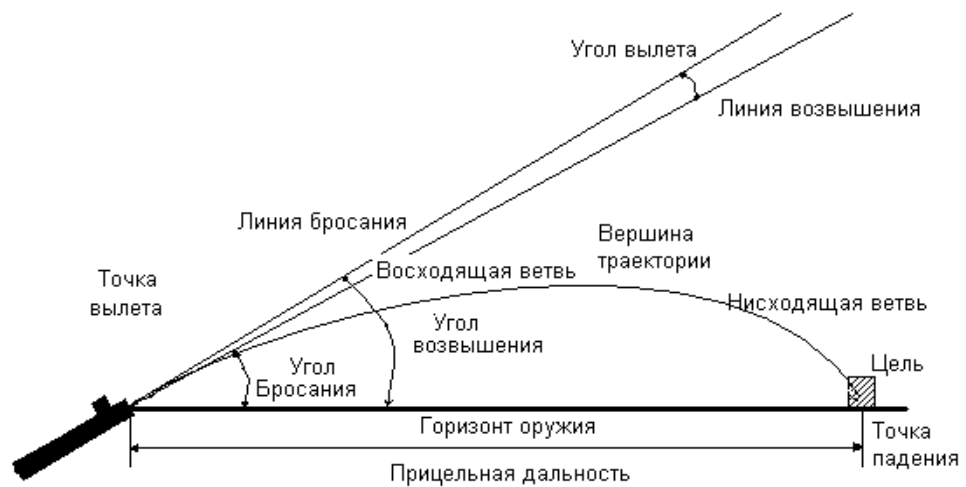 Угол вылета
Линия возвышения
Линия бросания
Вершина
траектории
Восходящая ветвь
Точка
вылета
Нисходящая ветвь
Угол
возвышения
Угол
Бросания
Цель
Горизонт оружия
Точка
падения
Прицельная дальность